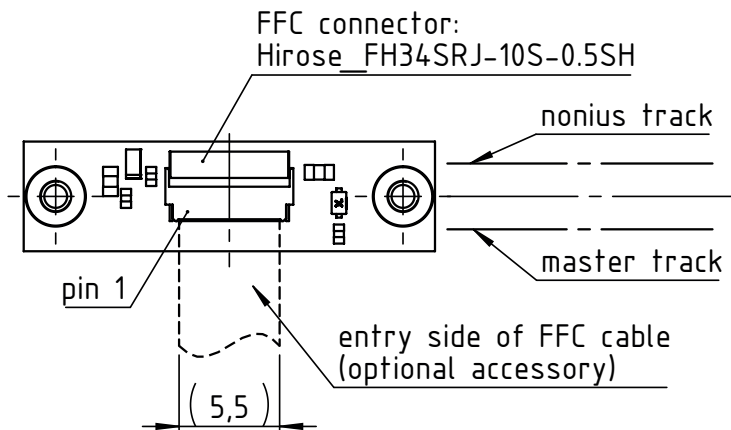 FFC connector:
Hirose_FH34SRJ-10S-0.5SH
nonius track
master track
pin 1
entry side of FFC cable
(optional accessory)
(5,5)